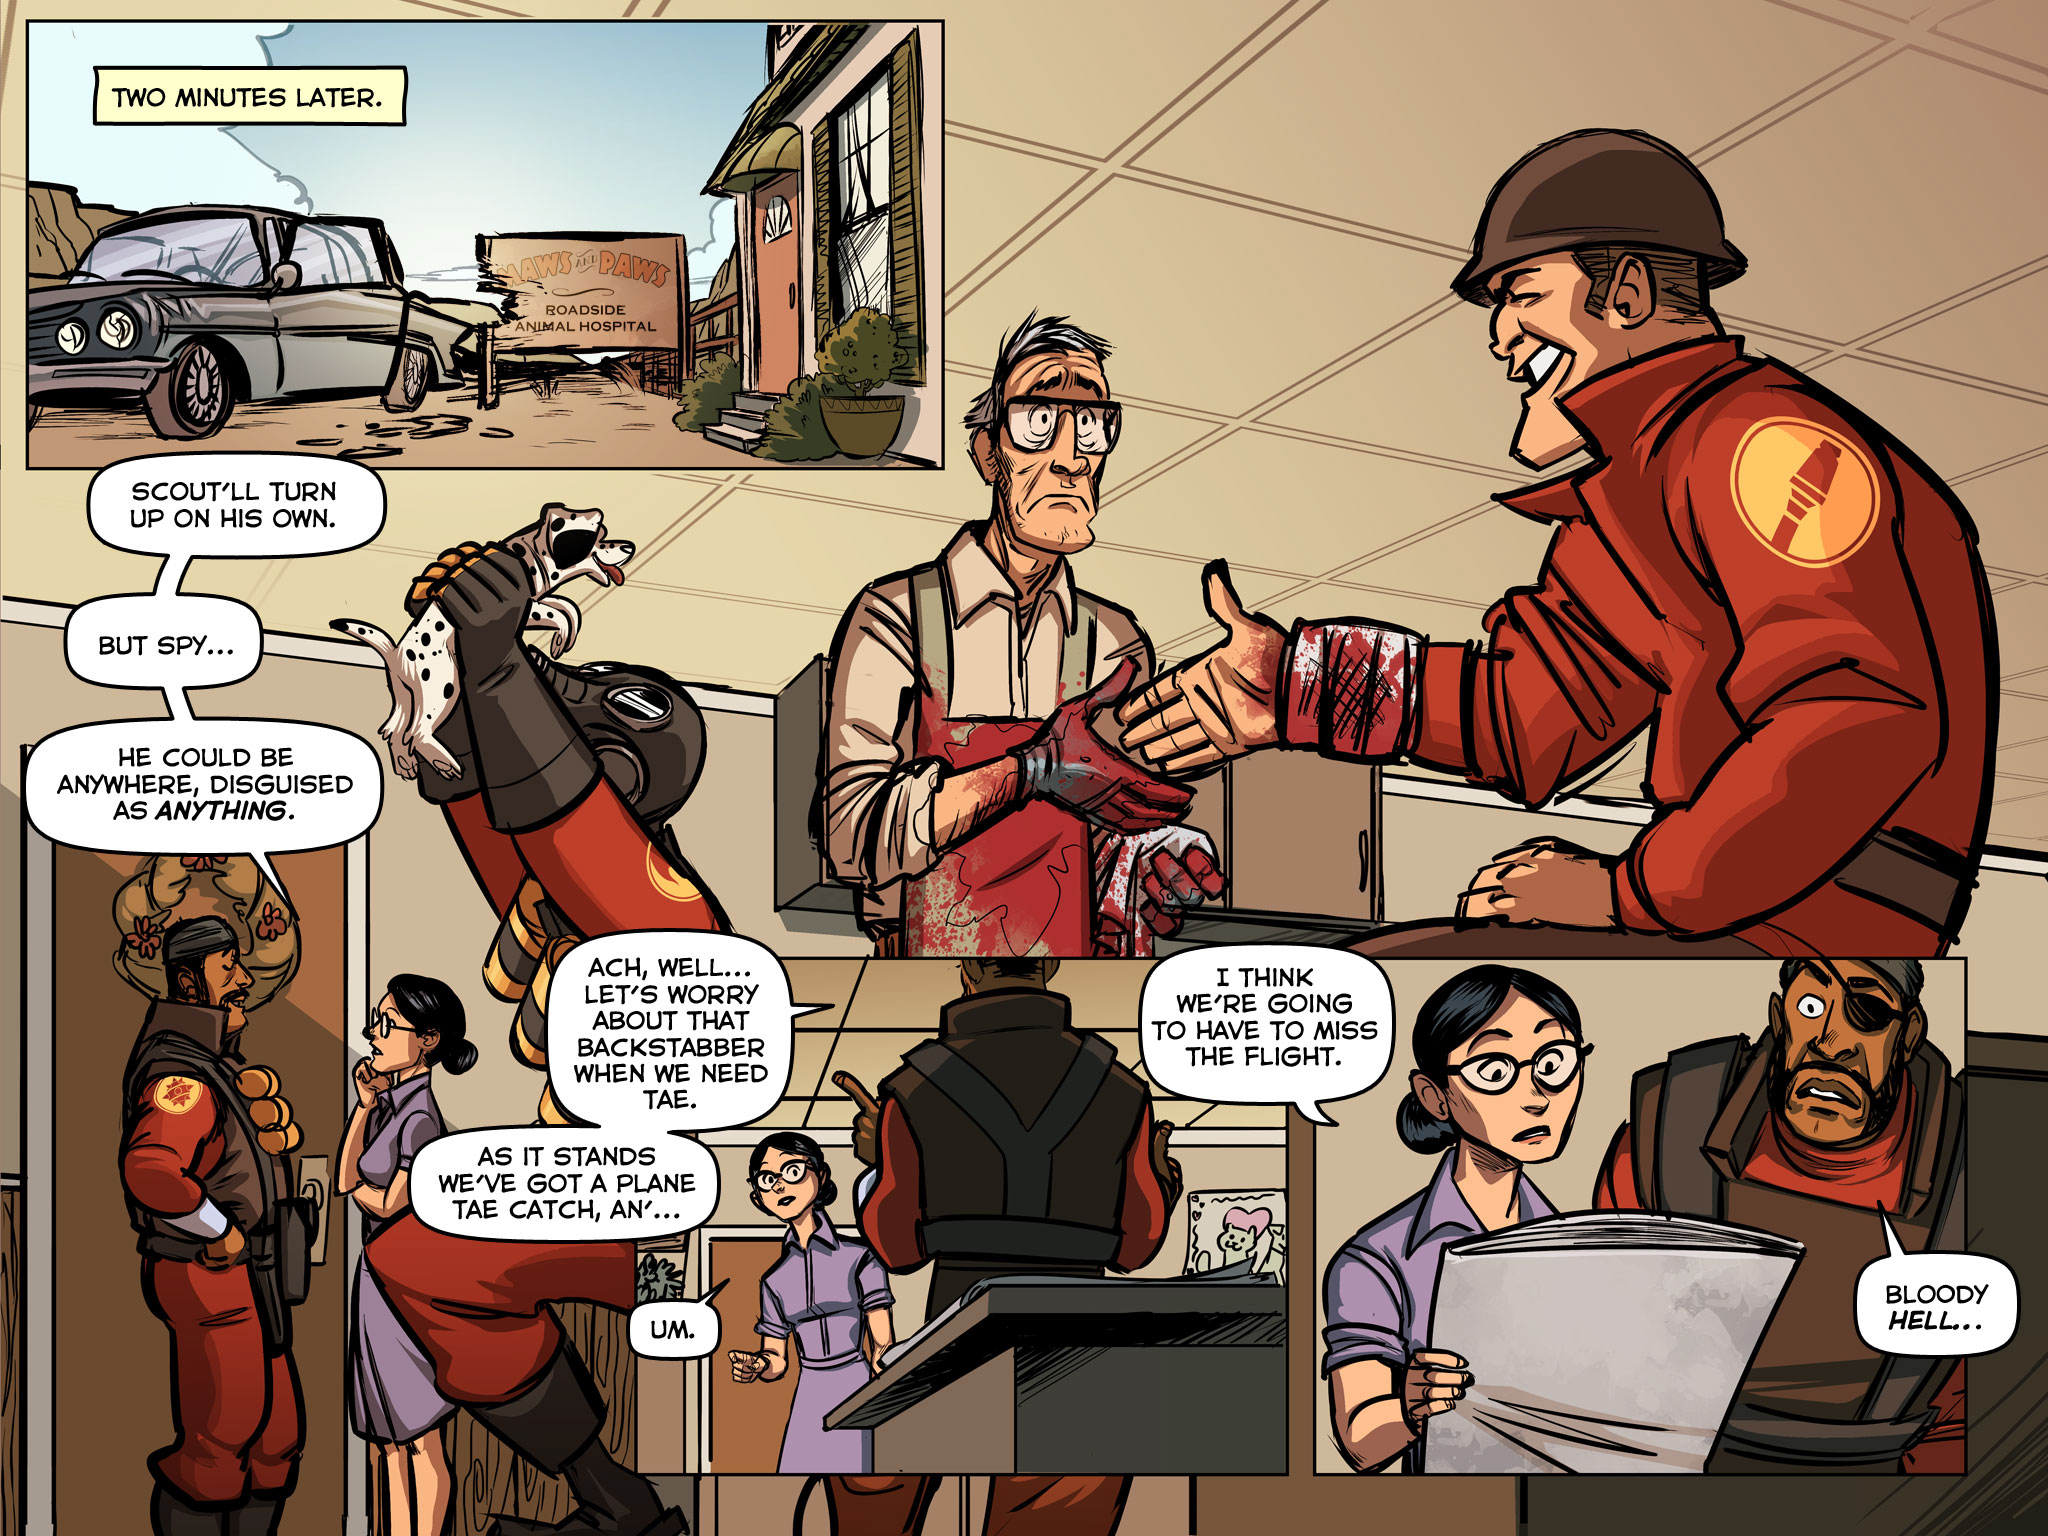 TWO MINUTES LATER.
MAWS AND PAWS
ROADSIDE
ANIMAL HOSPITAL
SCOUT'LL TURN
UP ON HIS OWN.
BUT SPY...
HE COULD BE
ANYWHERE, DISGUISED
AS ANYTHING.
ACH, WELL...
LET'S WORRY
ABOUT THAT
BACKSTABBER
WHEN WE NEED
TAE.
AS IT STANDS
WE'VE GOT A PLANE
TAE CATCH, AN'...
UM.
I THINK
WE'RE GOING
TO HAVE TO MISS
THE FLIGHT.
BLOODY
HELL...